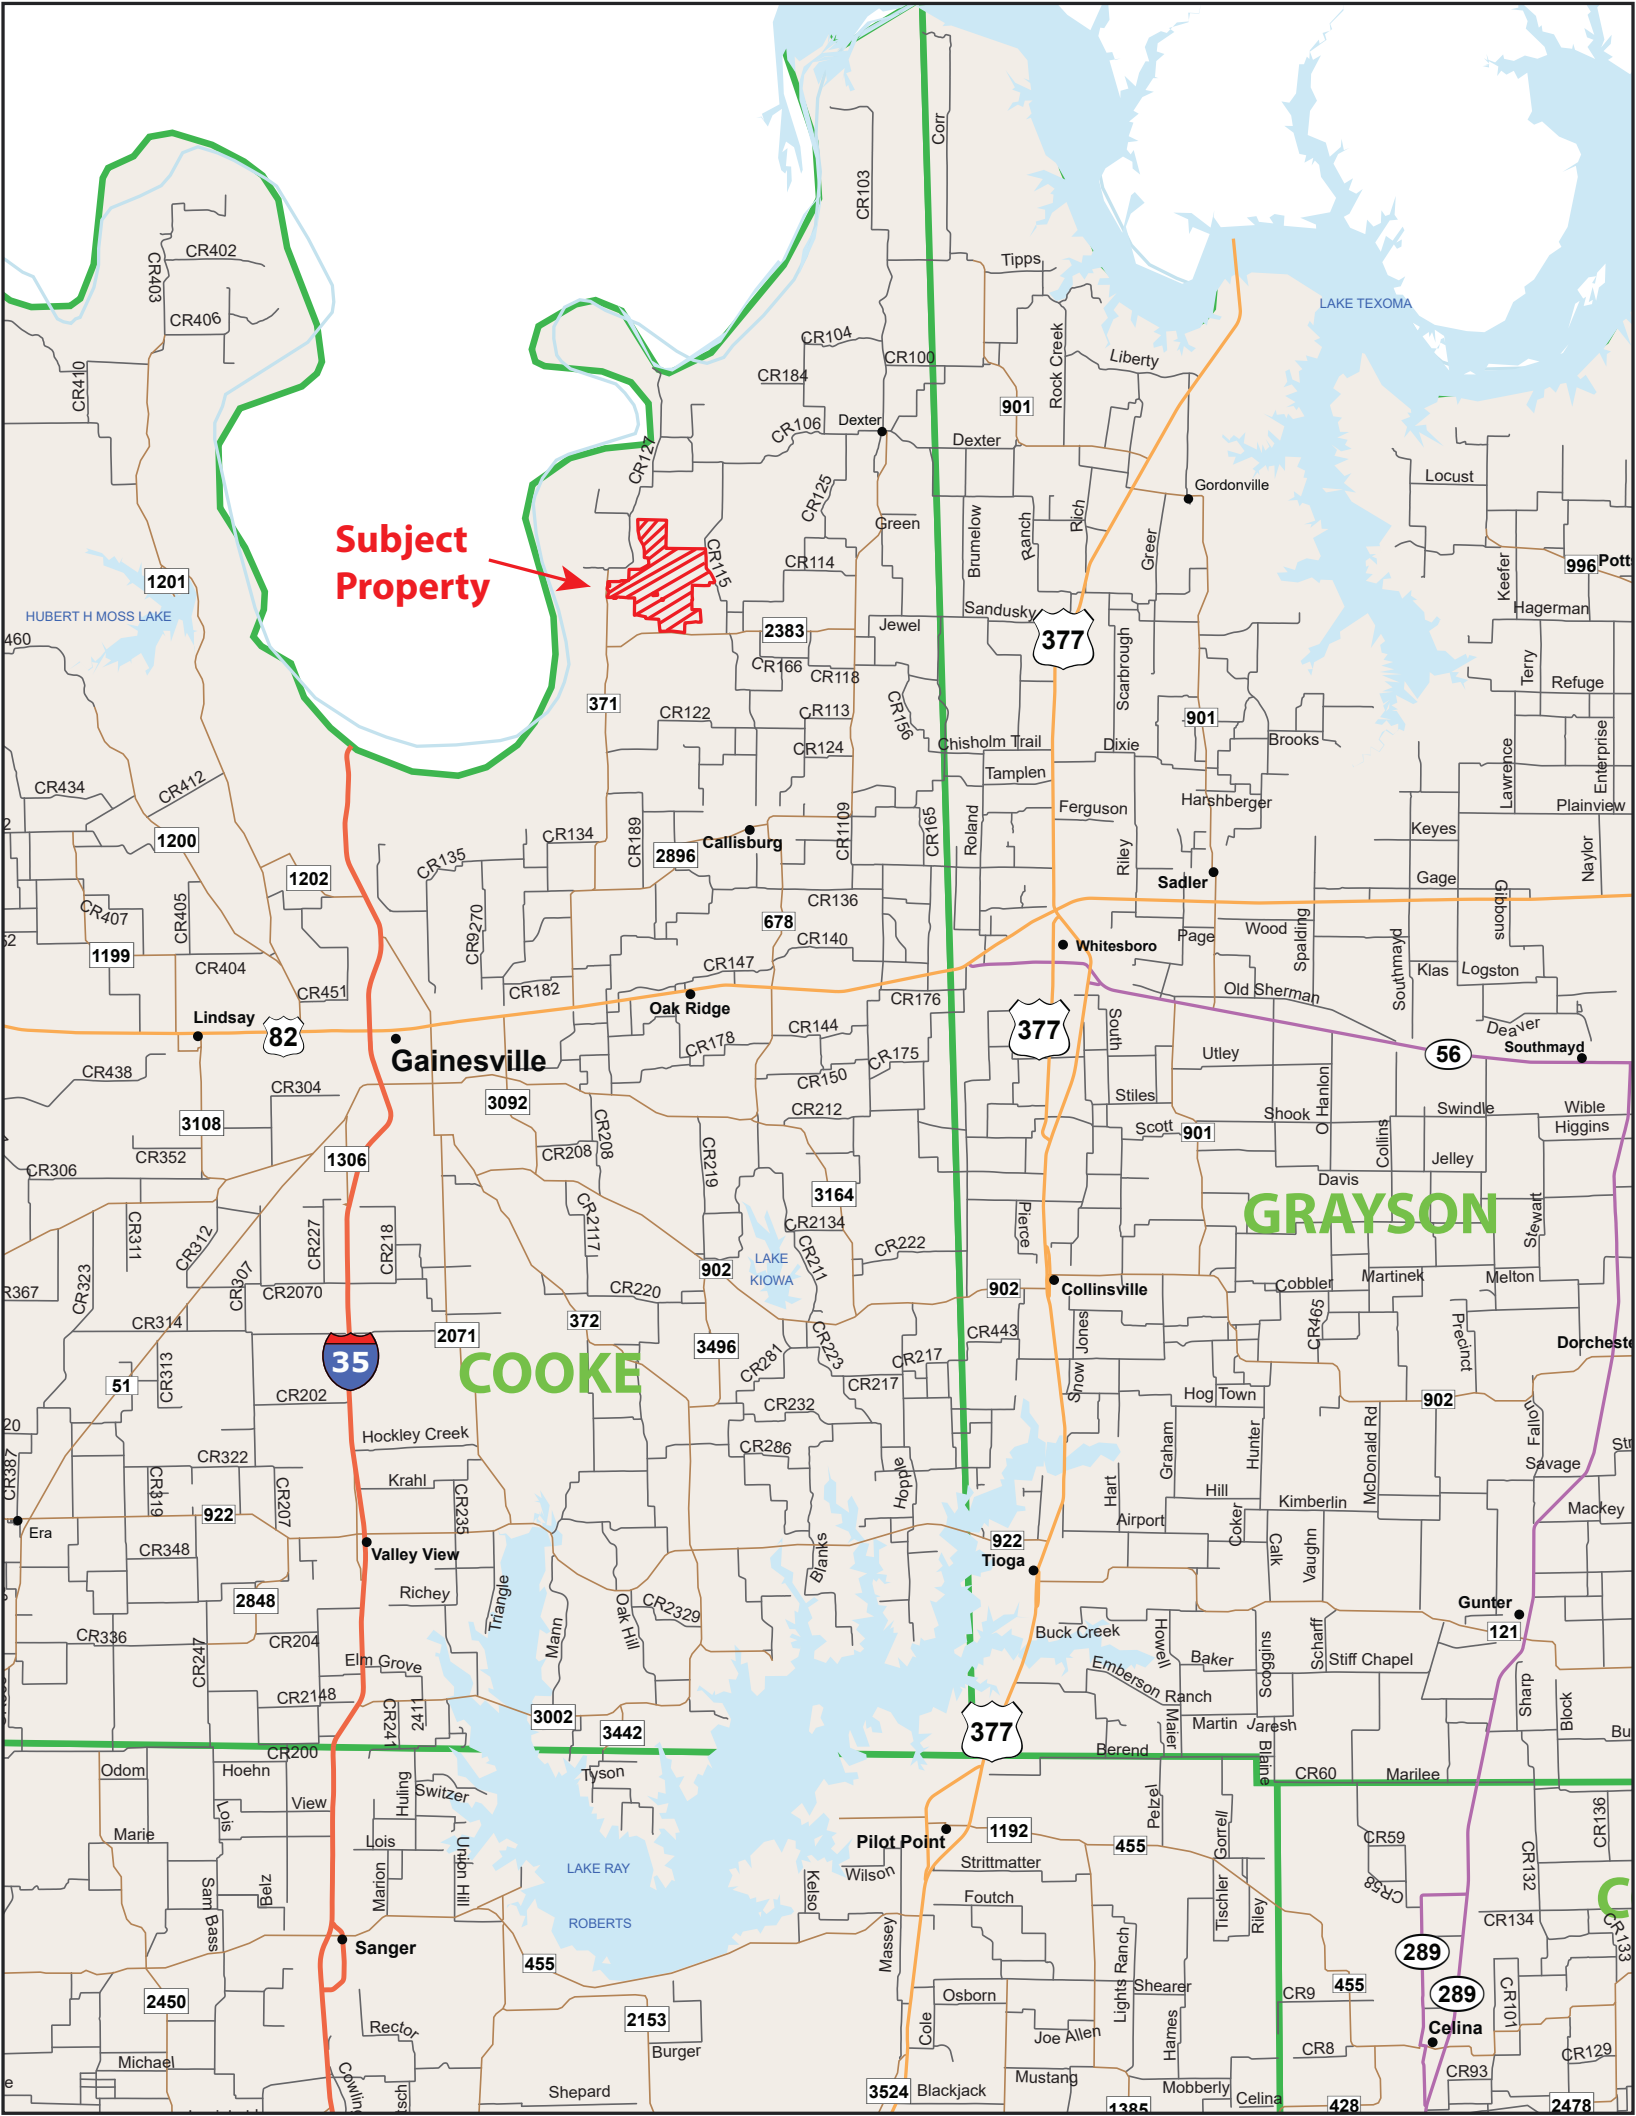 Corr
CR103
CR402
CR403
Tipps
LAKE TEXOMA
CR406
CR104
CR100
Rock Creek
Liberty
CR410
CR184
901
CR106
Dexter
Dexter
CR127
Locust
Gordonville
CR125
Green
Brumelow
Ranch
Rich
Greer
Subject
Property
CR115
CR114
Keefer
996
1201
HUBERT H MOSS LAKE
Sandusky
Hagerman
Jewel
2383
377
460
CR166
CR118
Scarbrough
Terry
Refuge
371
CR122
CR113
CR156
901
Chisholm Trail
Dixie
Brooks
CR124
Lawrence
Enterprise
Tamplen
CR434
CR412
Harshberger
Ferguson
Plainview
CR1109
CR165
Roland
Keyes
1200
CR134
CR189
Callisburg
2896
CR135
Riley
Naylor
1202
Sadler
Gage
Gibbons
CR407
CR405
CR136
CR9270
678
Wood
Spalding
Page
Southmayd
CR140
Whitesboro
1199
CR404
CR147
Klas
Logston
CR451
CR182
CR176
Old Sherman
Oak Ridge
Lindsay
82
377
South
CR144
Deaver
Southmayd
CR178
Gainesville
CR175
Utley
56
CR438
CR150
CR304
3092
Stiles
O Hanlon
Swindle
Wible
Shook
CR212
3108
Higgins
Scott
901
Collins
CR208
CR208
CR352
1306
CR306
CR219
Jelley
Davis
3164
GRAYSON
CR2117
CR311
CR312
CR227
CR218
Pierce
Stewart
CR2134
CR222
LAKE
KIOWA
CR211
902
CR323
CR307
CR2070
CR220
902
Collinsville
Cobbler
Martinek
Melton
R367
CR314
372
2071
CR443
Jones
CR465
Precinct
35
3496
CR223
CR281
CR217
COOKE
51
CR313
CR217
Snow
Hog Town
902
CR202
CR232
McDonald Rd
Fallon
20
Hockley Creek
CR286
Graham
Hunter
CR322
CR387
Krahl
Savage
CR319
CR207
CR235
Hopple
Hart
Hill
Kimberlin
Mackey
922
Airport
Coker
Era
922
Calk
Vaughn
CR348
Valley View
Blanks
Tioga
Triangle
Richey
2848
Oak Hill
CR2329
Gunter
Mann
Buck Creek
Howell
121
CR336
CR247
CR204
Scoggins
Scharff
Stiff Chapel
Baker
Elm Grove
Emberson
Ranch
Sharp
Block
CR2148
CR241
2411
3002
3442
377
Maier
Martin
Jaresh
CR200
Berend
Blaine
Odom
Hoehn
Tyson
CR60
Marilee
Huling
Switzer
Lois
View
Pelzel
Gorrell
CR136
Marie
Lois
Union Hill
Pilot Point
1192
455
CR59
LAKE RAY
Wilson
Strittmatter
CR132
Sam Bass
Belz
Marion
Kelso
CR58
Foutch
Tischler
Riley
ROBERTS
CR134
CR133
Massey
Sanger
455
289
Lights Ranch
Shearer
455
289
2450
CR9
CR101
Osborn
2153
Rector
Cole
Joe Allen
Hames
Celina
Burger
CR8
CR129
Michael
CR93
Mustang
Shepard
3524
Blackjack
Mobberly
Celina
1385
428
2478